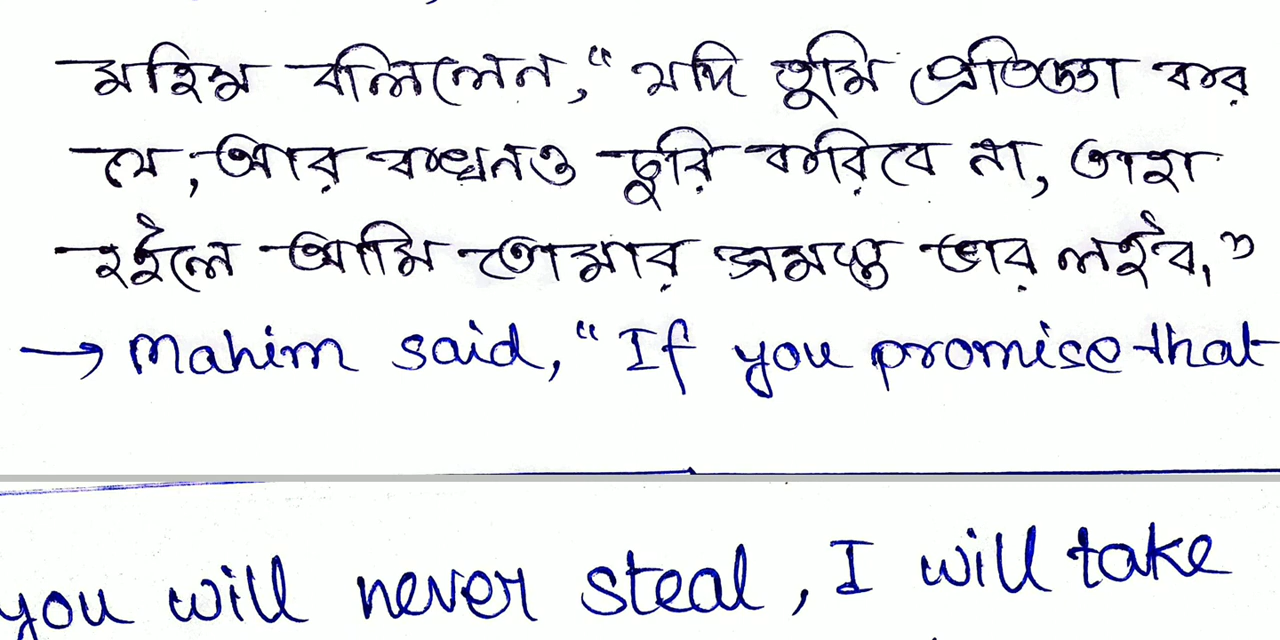 মহিম বলিলেন, “যদি তুমি প্রতিজ্ঞা কর
যে, আর কখনও চুরি করিবে না, তাহা
হইলে আমি তোমার সমস্ত ভার লইব।”
→ Mahim said, “If you promise that
you will never steal, I will take